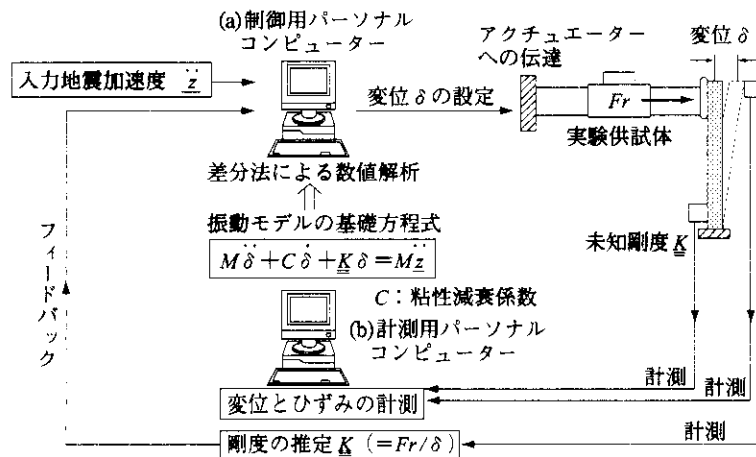 (a)制御用パーソナル
コンピューター
入力地震加速度 z̈
変位 δ の設定
アクチュエーター
への伝達
変位 δ
Fr
実験供試体
差分法による数値解析
振動モデルの基礎方程式
Mδ̈+Cδ̇+Kδ=Mz̈
C：粘性減衰係数
未知剛度 K
(b)計測用パーソナル
コンピューター
フィードバック
計測
計測
変位とひずみの計測
剛度の推定 K (=Fr/δ)
計測